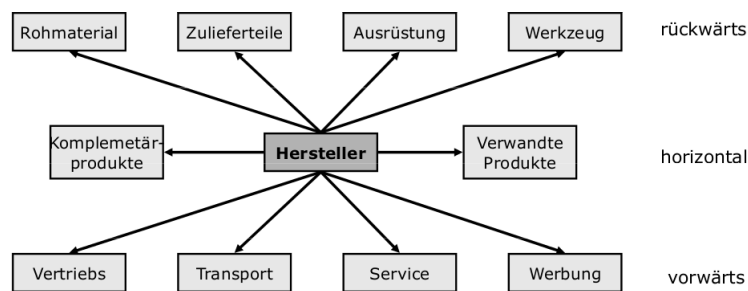 Rohmaterial Zulieferteile Ausrüstung Werkzeug rückwärts
Komplemetär-
produkte
Hersteller
Verwandte
Produkte
horizontal
Vertriebs Transport Service Werbung vorwärts